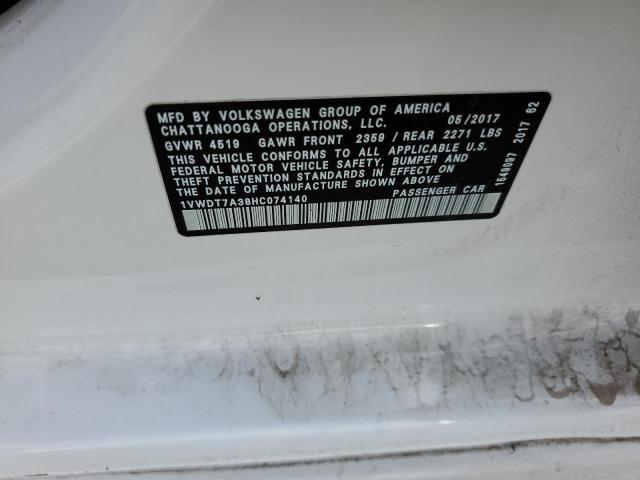 MFD BY VOLKSWAGEN GROUP OF AMERICA
CHATTANOOGA OPERATIONS, LLC. 05/2017
GVWR 4519 GAWR FRONT 2359 / REAR 2271 LBS
THIS VEHICLE CONFORMS TO ALL APPLICABLE U.S.
FEDERAL MOTOR VEHICLE SAFETY, BUMPER AND
THEFT PREVENTION STANDARDS IN EFFECT ON
THE DATE OF MANUFACTURE SHOWN ABOVE
1VWDT7A38HC074140 PASSENGER CAR
1649097 2017 62